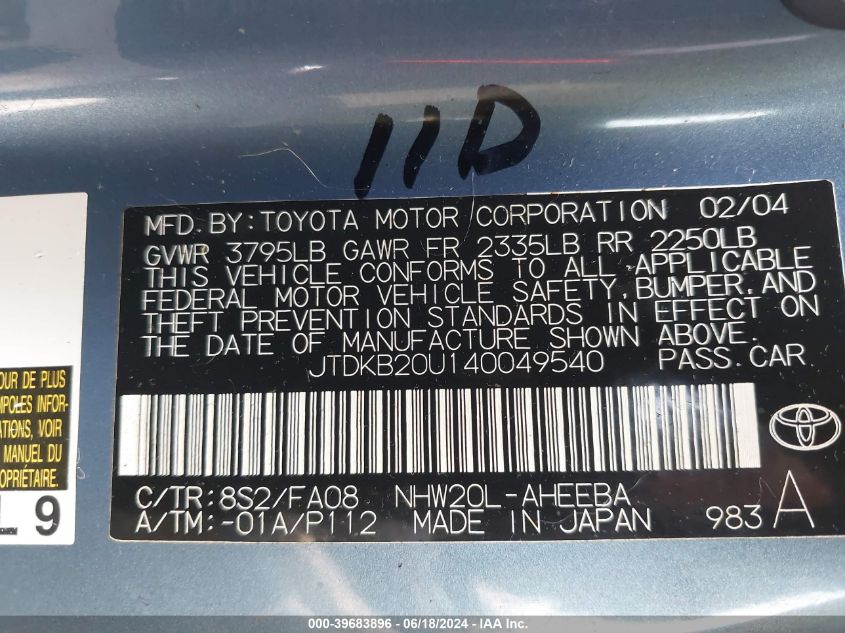 11D
MFD.BY:TOYOTA MOTOR CORPORATION 02/04
GVWR 3795LB GAWR FR 2335LB RR 2250LB
THIS VEHICLE CONFORMS TO ALL APPLICABLE
FEDERAL MOTOR VEHICLE SAFETY, BUMPER, AND
THEFT PREVENTION STANDARDS IN EFFECT ON
THE DATE OF MANUFACTURE SHOWN ABOVE.
JTDKB20U140049540 PASS.CAR
OUR DE PLUS
MPLES INFOR-
ATIONS, VOIR
MANUEL DU
OPRIÉTAIRE.
9
C/TR:8S2/FA08 NHW20L-AHEEBA
A/TM:-01A/P112 MADE IN JAPAN 983A
000-39683896 - 06/18/2024 - IAA Inc.